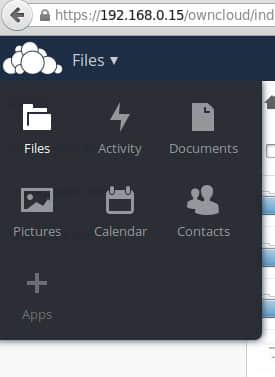 https://192.168.0.15/owncloud/ind
Files ▾
Files Activity Documents
Pictures Calendar Contacts
Apps